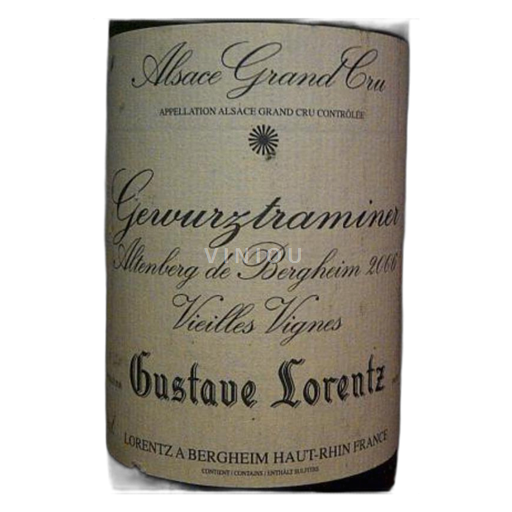 Alsace Grand Cru
APPELLATION ALSACE GRAND CRU CONTRÔLÉE
Gewurztraminer
VINIOU
Altenberg de Bergheim 2006
Vieilles Vignes
Gustave Lorentz
LORENTZ A BERGHEIM HAUT-RHIN FRANCE
CONTIENT / CONTAINS / ENTHÄLT SULFITES